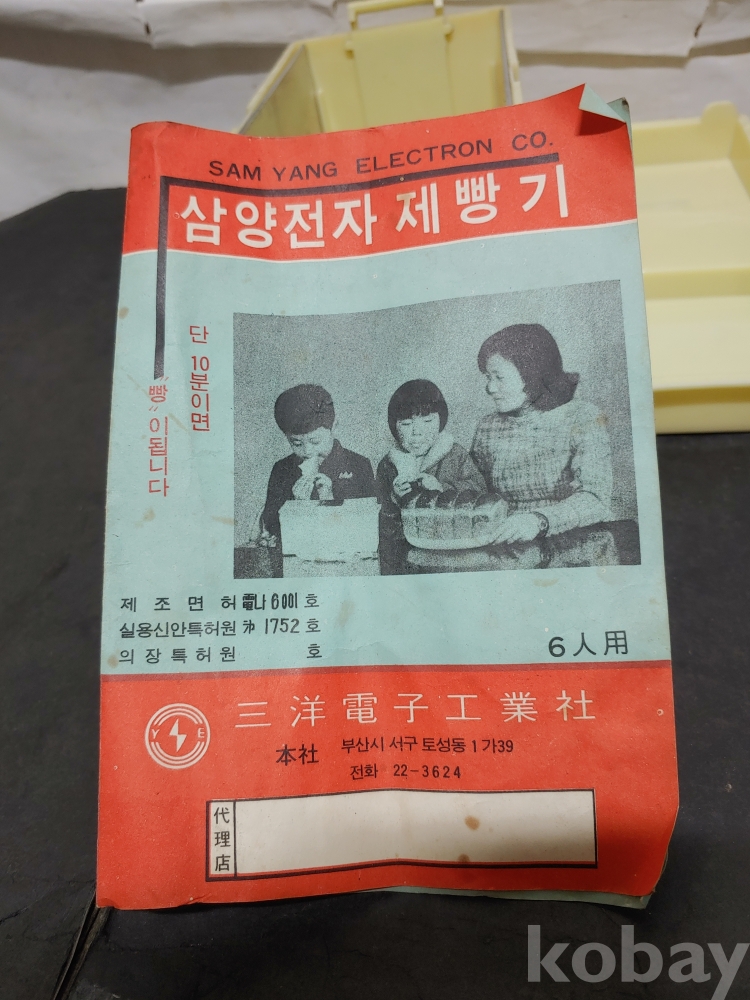 SAM YANG ELECTRON CO.
삼양전자 제빵기
단 10분이면
"빵"이됩니다
제 조 면 허 電나 6001 호
실용신안특허원 第 1752 호
의 장 특 허 원 호
6人用
三洋電子工業社
Y E
本社 부산시 서구 토성동 1가39
전화 22-3624
代理店
kobay